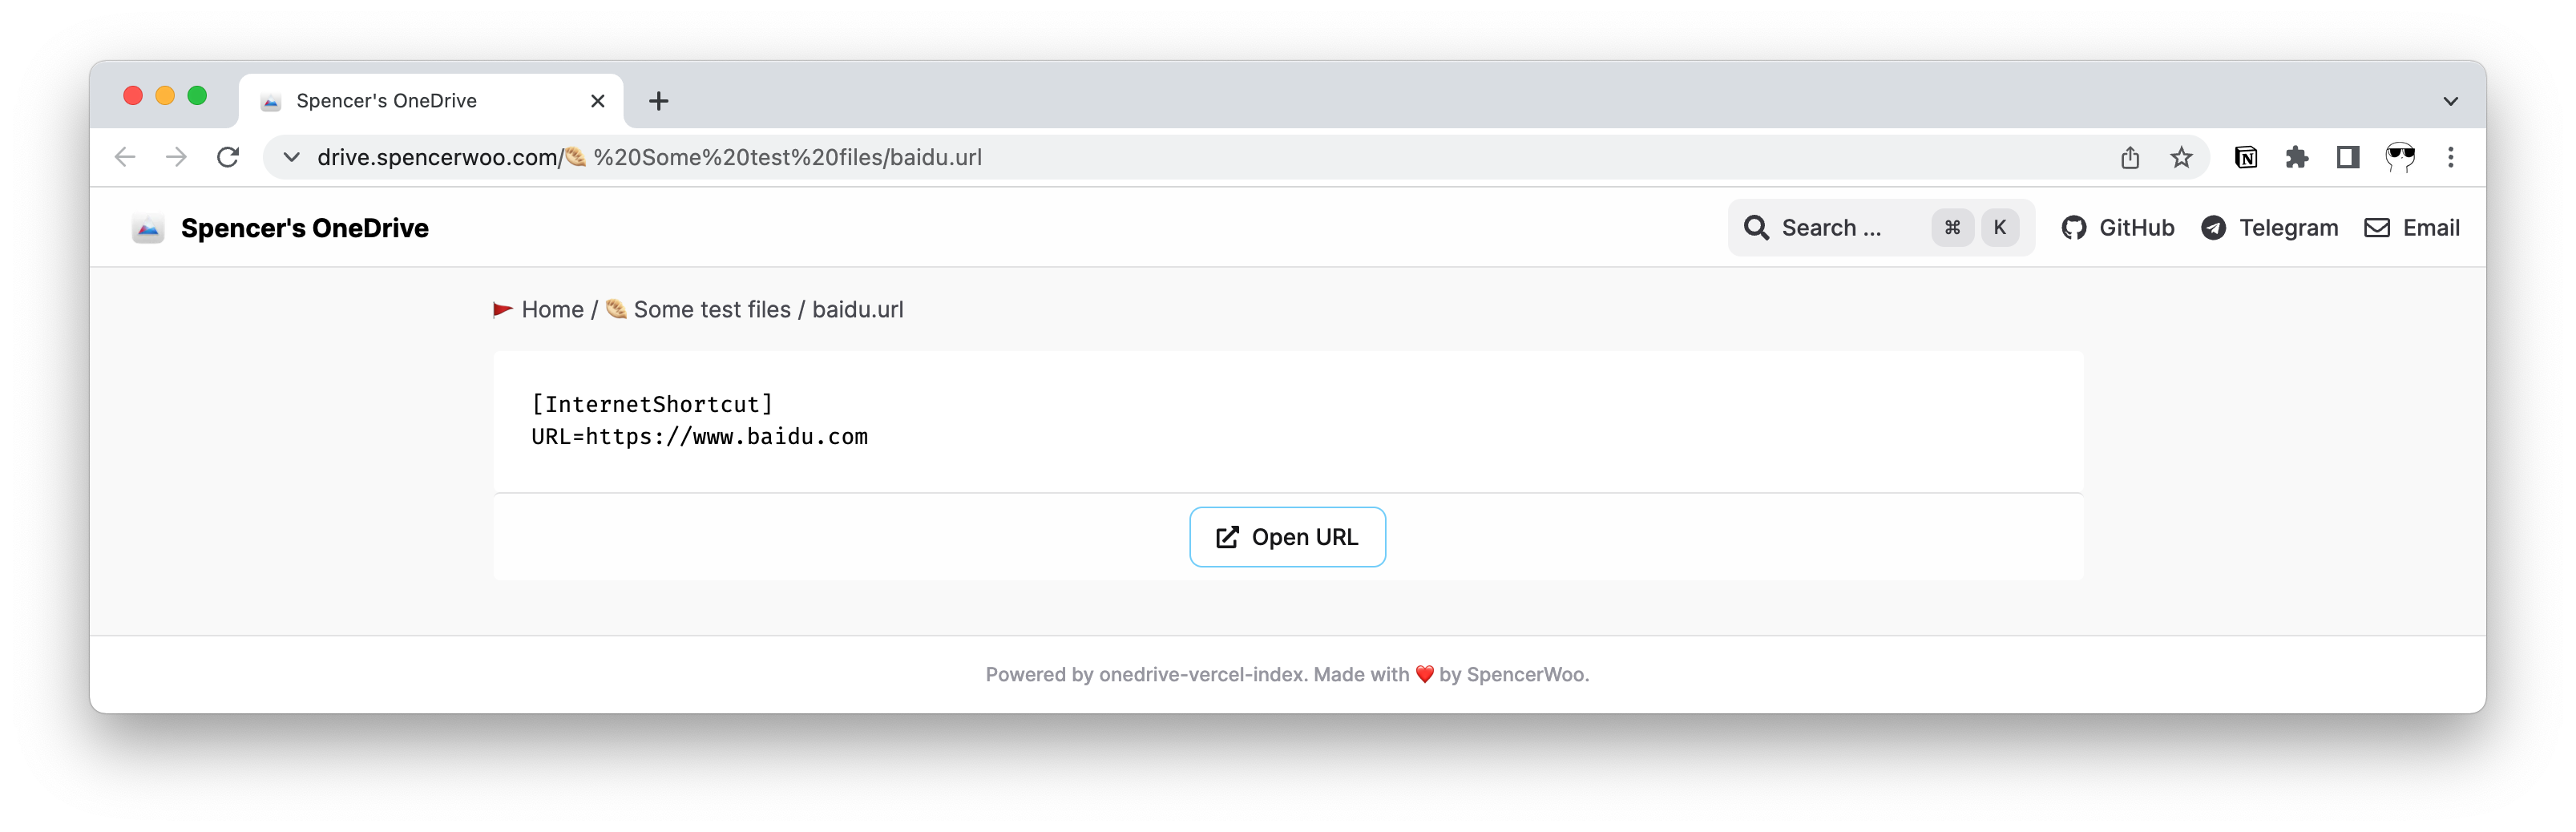 Spencer's OneDrive
drive.spencerwoo.com/🫓 %20Some%20test%20files/baidu.url
Spencer's OneDrive
Search ... ⌘ K GitHub Telegram Email
🚩 Home / 🫓 Some test files / baidu.url
[InternetShortcut]
URL=https://www.baidu.com
Open URL
Powered by onedrive-vercel-index. Made with ❤️ by SpencerWoo.